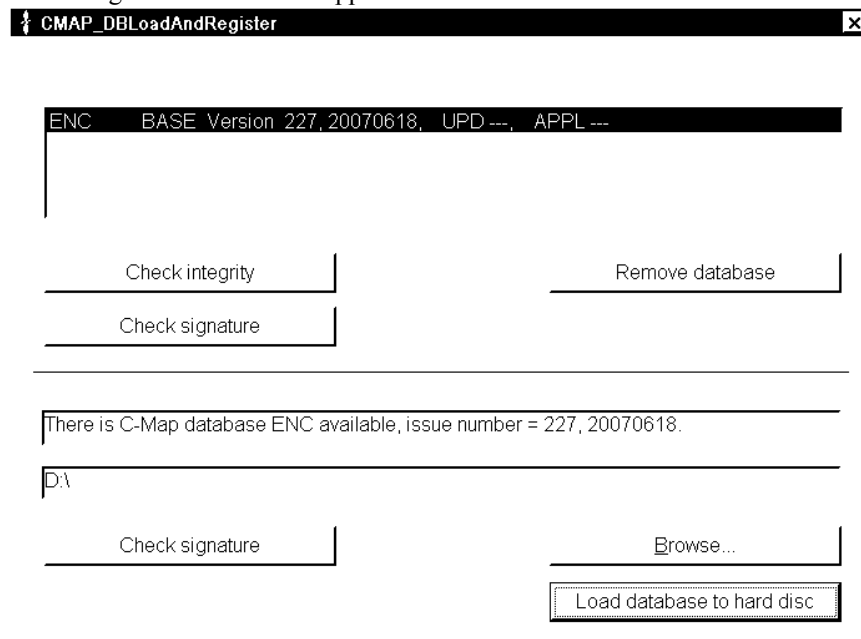 CMAP_DBLoadAndRegister
ENC BASE Version 227, 20070618, UPD ---, APPL ---
Check integrity Remove database
Check signature
There is C-Map database ENC available, issue number = 227, 20070618.
D:\
Check signature Browse...
Load database to hard disc